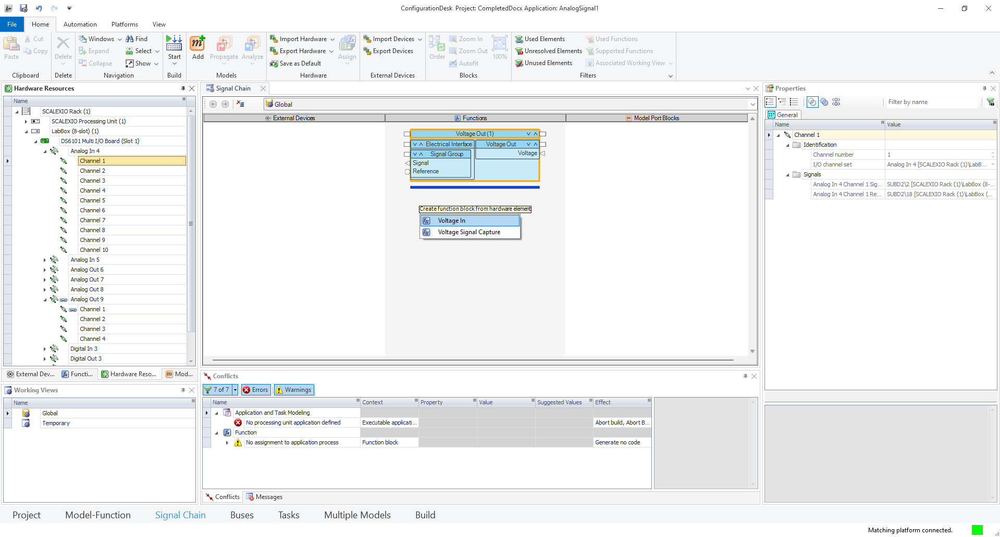 ConfigurationDesk Project: CompletedDocx Application: AnalogSignal1
File Home Automation Platforms View
Paste Cut Copy Clipboard
Delete Delete
Windows Find
Expand Select
Collapse Show
Navigation
Start Build
Add Propagate Analyze
Models
Import Hardware
Export Hardware
Save as Default
Assign
Hardware
Import Devices
Export Devices
External Devices
Order Zoom In
Zoom Out
Autofit
100%
Blocks
Used Elements Used Functions
Unresolved Elements Supported Functions
Unused Elements Associated Working View
Filters
Hardware Resources
Name
SCALEXIO Rack (1)
SCALEXIO Processing Unit (1)
LabBox (8-slot) (1)
DS6101 Multi I/O Board (Slot 1)
Analog In 4
Channel 1
Channel 2
Channel 3
Channel 4
Channel 5
Channel 6
Channel 7
Channel 8
Channel 9
Channel 10
Analog In 5
Analog Out 6
Analog Out 7
Analog Out 8
Analog Out 9
Channel 1
Channel 2
Channel 3
Channel 4
Digital In 3
Digital Out 3
External Dev... Functi... Hardware Reso... Mod...
Working Views
Name
Global
Temporary
Signal Chain
Global
External Devices Functions Model Port Blocks
Voltage Out (1)
Electrical Interface Voltage Out
Signal Group Voltage
Signal
Reference
Create function block from hardware element
Voltage In
Voltage Signal Capture
Conflicts
7 of 7 Errors Warnings
Name Context Property Value Suggested Values Effect
Application and Task Modeling
No processing unit application defined Executable applicati... Abort build, Abort B...
Function
No assignment to application process Function block Generate no code
Conflicts Messages
Properties
Filter by name
General
Name Value
Channel 1
Identification
Channel number 1
I/O channel set Analog In 4 [SCALEXIO Rack (1)\LabB...
Signals
Analog In 4 Channel 1 Sig... SUBD2\2 [SCALEXIO Rack (1)\LabBox (8-...
Analog In 4 Channel 1 Re... SUBD2\18 [SCALEXIO Rack (1)\LabBox (...
Project Model-Function Signal Chain Buses Tasks Multiple Models Build
Matching platform connected.